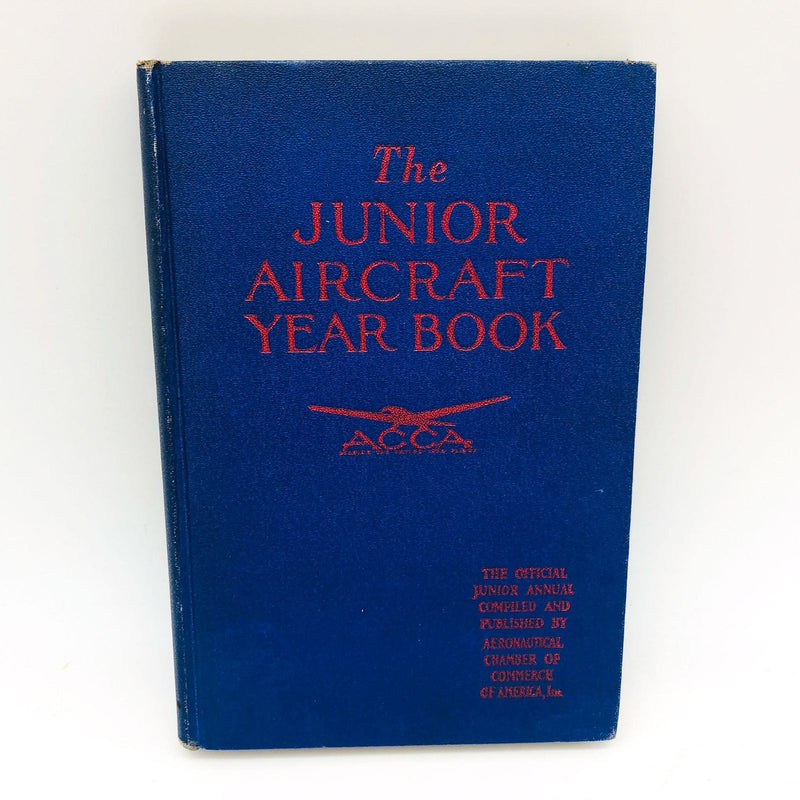 The
JUNIOR
AIRCRAFT
YEAR BOOK
ACCA
THE OFFICIAL
JUNIOR ANNUAL
COMPILED AND
PUBLISHED BY
AERONAUTICAL
CHAMBER OF
COMMERCE
OF AMERICA, Inc.